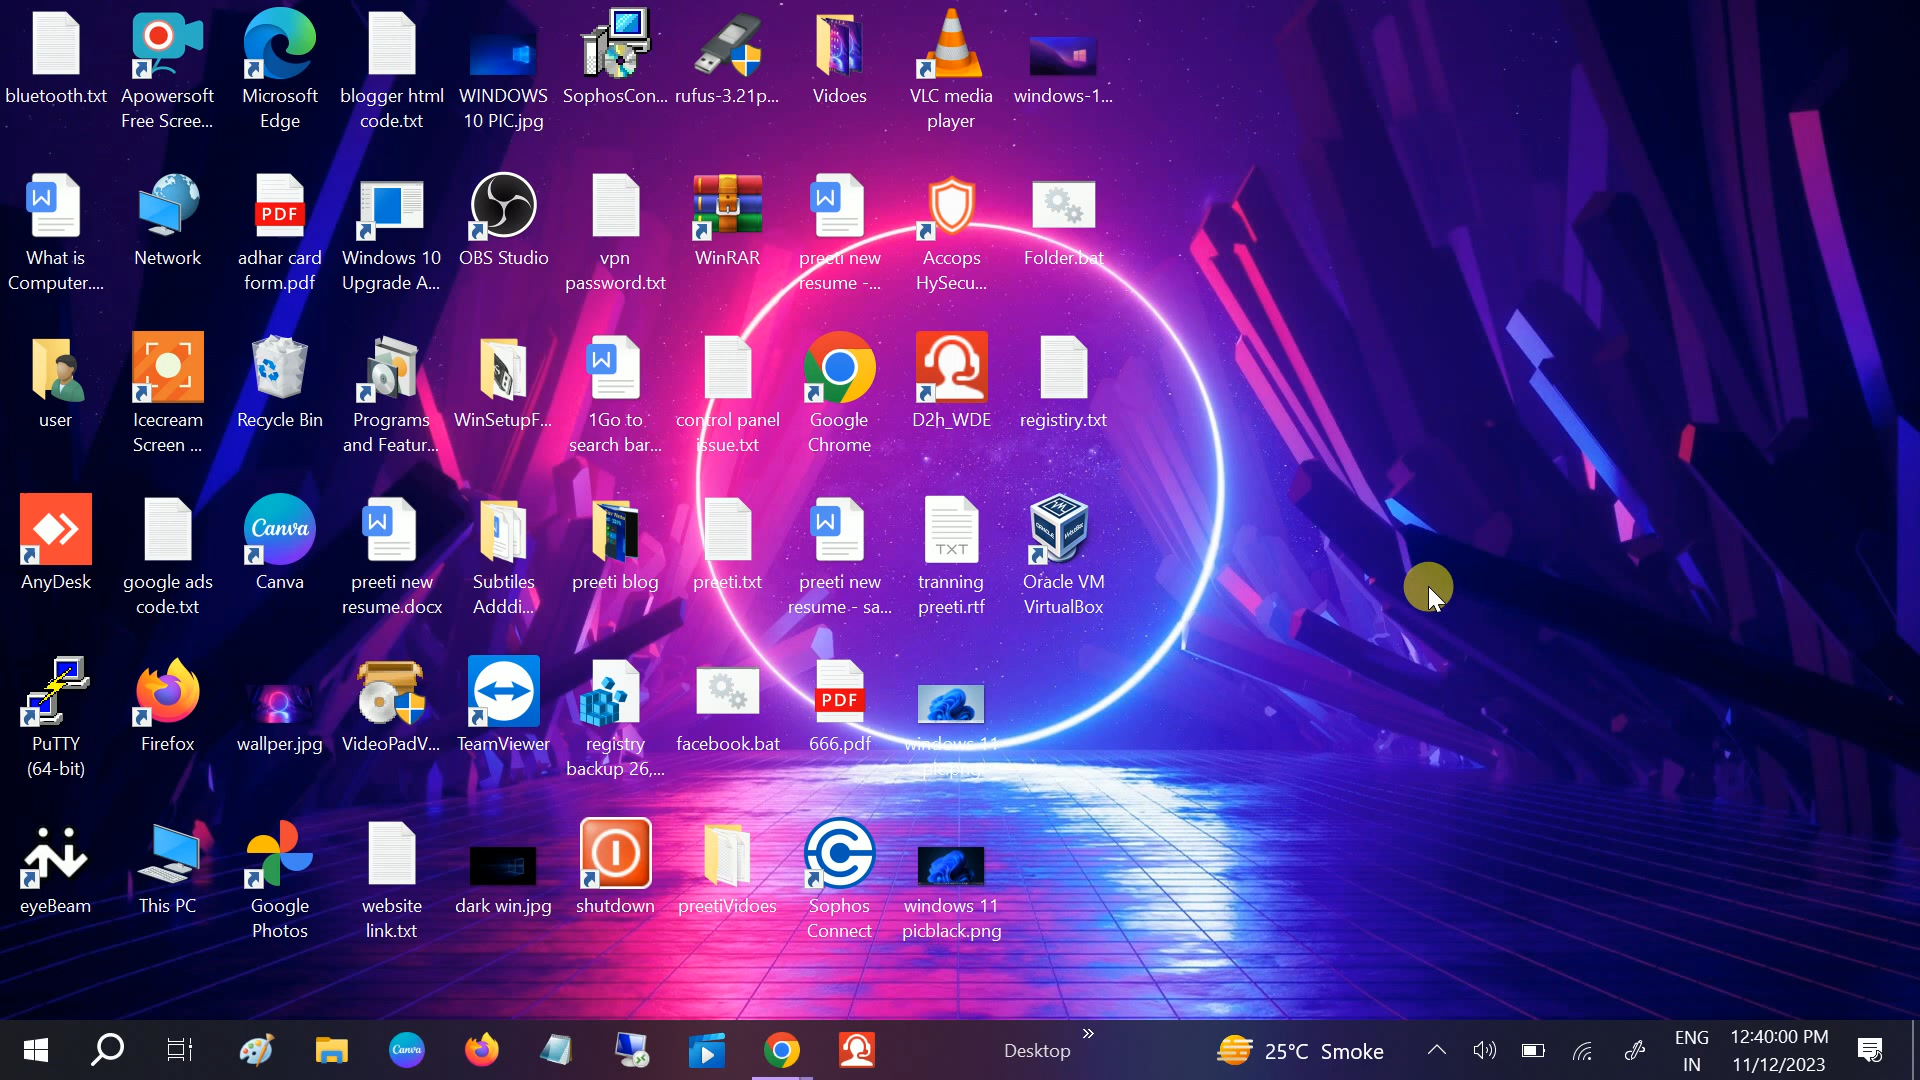 bluetooth.txt
Apowersoft
Free Scree...
Microsoft
Edge
blogger html
code.txt
WINDOWS
10 PIC.jpg
SophosCon...
rufus-3.21p...
Vidoes
VLC media
player
windows-1...
What is
Computer....
Network
PDF
adhar card
form.pdf
Windows 10
Upgrade A...
OBS Studio
vpn
password.txt
WinRAR
preeti new
resume -...
Accops
HySecu...
Folder.bat
user
Icecream
Screen ...
Recycle Bin
Programs
and Featur...
WinSetupF...
1Go to
search bar...
control panel
issue.txt
Google
Chrome
D2h_WDE
registiry.txt
AnyDesk
google ads
code.txt
Canva
Canva
preeti new
resume.docx
Subtiles
Adddi...
preeti blog
preeti.txt
preeti new
resume - sa...
TXT
tranning
preeti.rtf
Oracle VM
VirtualBox
PuTTY
(64-bit)
Firefox
wallper.jpg
VideoPadV...
TeamViewer
registry
backup 26,...
facebook.bat
PDF
666.pdf
windows 11
eyeBeam
This PC
Google
Photos
website
link.txt
dark win.jpg
shutdown
preetiVidoes
Sophos
Connect
windows 11
picblack.png
Canva
Desktop
25°C Smoke
ENG
IN
12:40:00 PM
11/12/2023